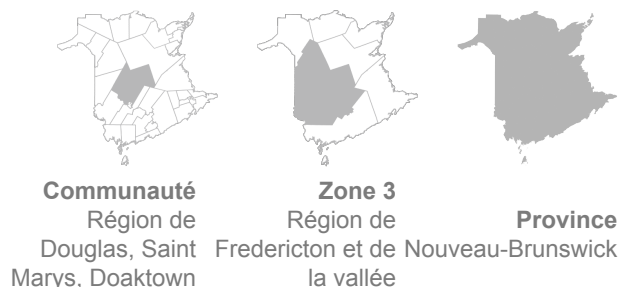 Communauté
Région de
Douglas, Saint
Marys, Doaktown
Zone 3
Région de
Fredericton et de
la vallée
Province
Nouveau-Brunswick